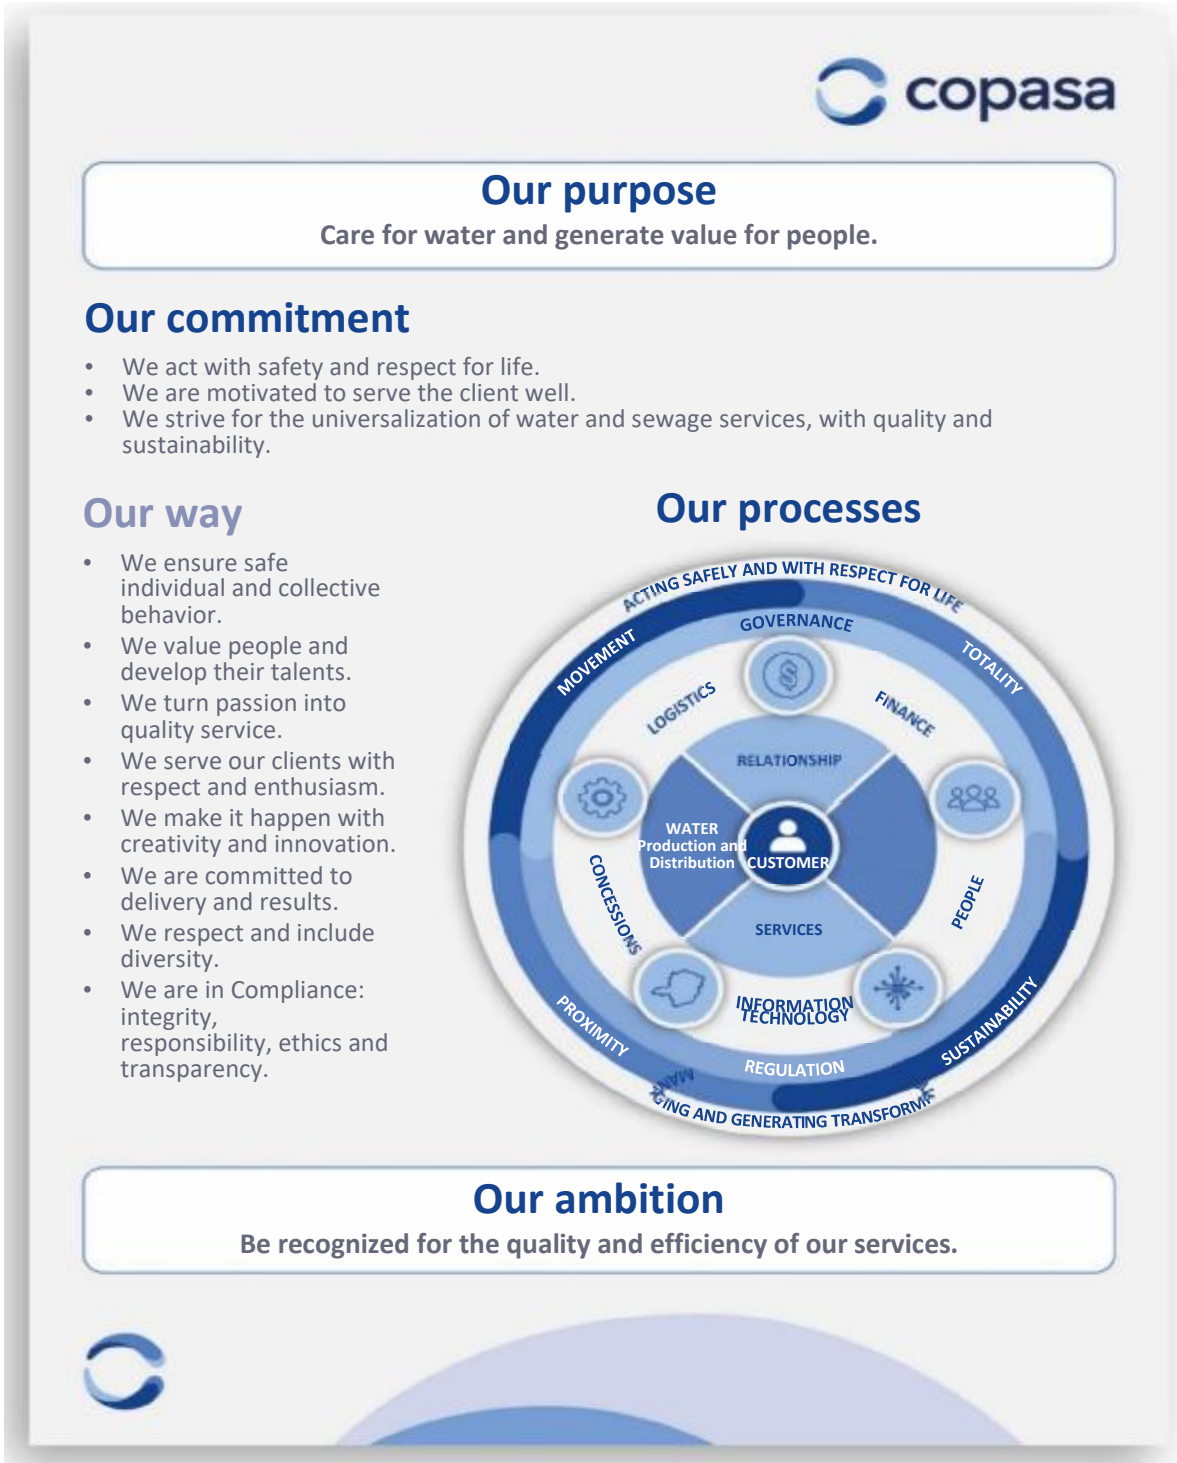 copasa
Our purpose
Care for water and generate value for people.
Our commitment
• We act with safety and respect for life.
• We are motivated to serve the client well.
• We strive for the universalization of water and sewage services, with quality and
sustainability.
Our way
• We ensure safe
individual and collective
behavior.
• We value people and
develop their talents.
• We turn passion into
quality service.
• We serve our clients with
respect and enthusiasm.
• We make it happen with
creativity and innovation.
• We are committed to
delivery and results.
• We respect and include
diversity.
• We are in Compliance:
integrity,
responsibility, ethics and
transparency.
Our processes
ACTING SAFELY AND WITH RESPECT FOR LIFE
MOVEMENT
GOVERNANCE
TOTALITY
LOGISTICS
FINANCE
RELATIONSHIP
WATER
Production and
Distribution
CUSTOMER
CONCESSIONS
PEOPLE
SERVICES
INFORMATION
TECHNOLOGY
PROXIMITY
REGULATION
SUSTAINABILITY
GING AND GENERATING TRANSFORM
Our ambition
Be recognized for the quality and efficiency of our services.